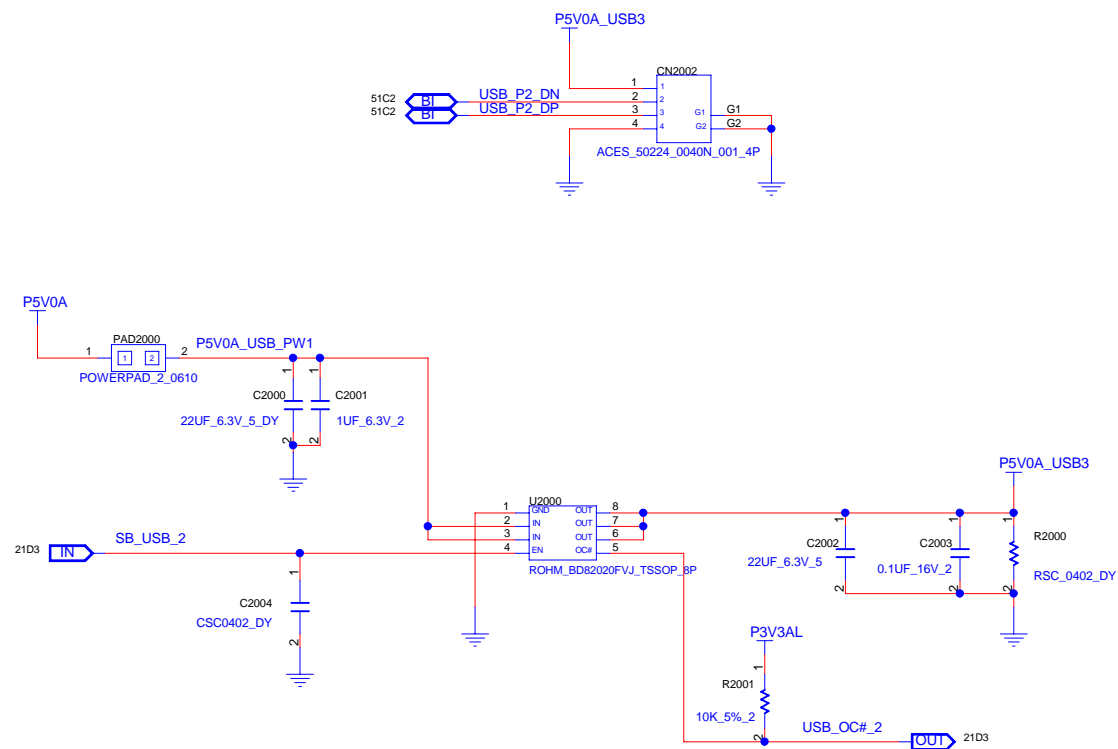 P5V0A_USB3
CN2002
1 1
51C2 BI USB_P2_DN 2 2
51C2 BI USB_P2_DP 3 3 G1 G1
4 4 G2 G2
ACES_50224_0040N_001_4P
P5V0A
PAD2000
1 1 2 2 P5V0A_USB_PW1
POWERPAD_2_0610
1 1
C2000 C2001
22UF_6.3V_5_DY 1UF_6.3V_2
2 2
P5V0A_USB3
U2000
1 GND OUT 8
2 IN OUT 7
3 IN OUT 6
4 EN OC# 5
ROHM_BD82020FVJ_TSSOP_8P
21D3 IN SB_USB_2
1 1 1
C2002 C2003 R2000
22UF_6.3V_5 0.1UF_16V_2 RSC_0402_DY
2 2 2
1
C2004
CSC0402_DY
2
P3V3AL
1
R2001
10K_5%_2
2
USB_OC#_2 OUT 21D3